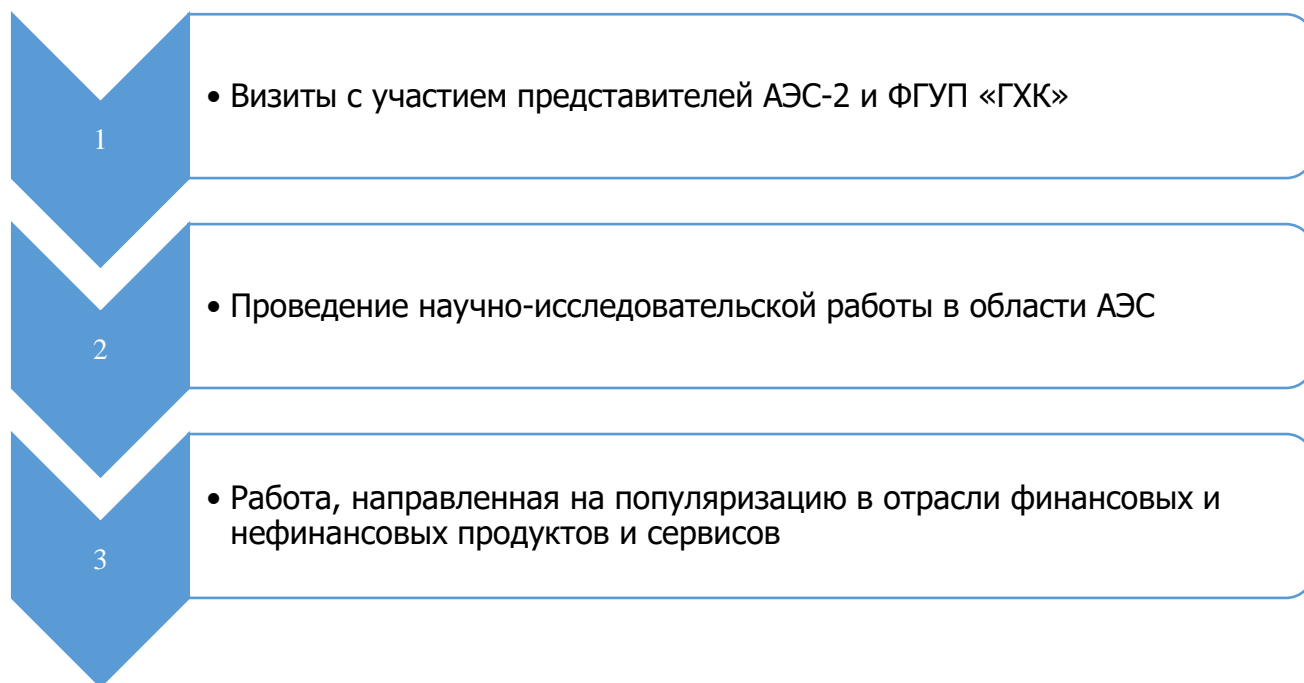 1
• Визиты с участием представителей АЭС-2 и ФГУП «ГХК»
2
• Проведение научно-исследовательской работы в области АЭС
3
• Работа, направленная на популяризацию в отрасли финансовых и
нефинансовых продуктов и сервисов